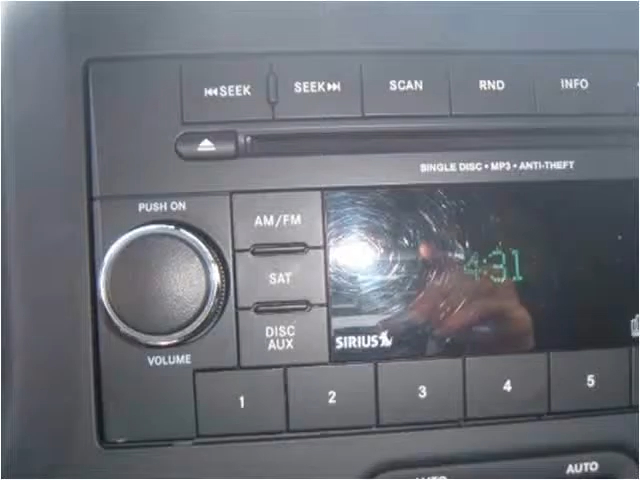 ⏮SEEK
SEEK⏭
SCAN
RND
INFO
SINGLE DISC • MP3 • ANTI-THEFT
PUSH ON
AM/FM
SAT
4:31
DISC
AUX
SIRIUS
VOLUME
1
2
3
4
5
AUTO
AUTO